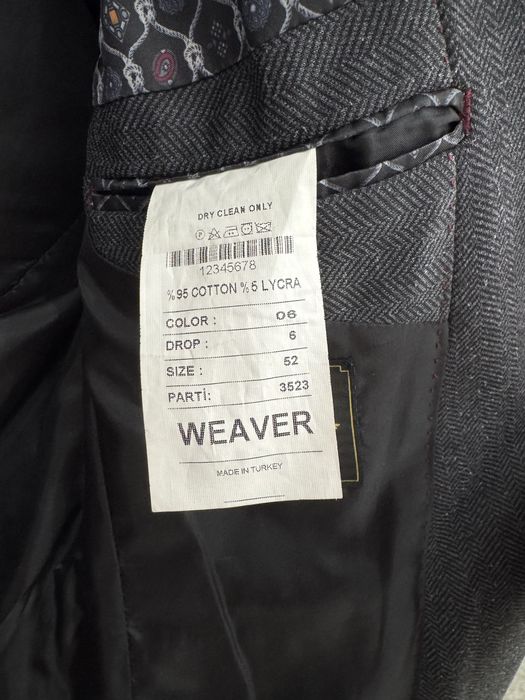 DRY CLEAN ONLY
12345678
%95 COTTON %5 LYCRA
COLOR : 06
DROP : 6
SIZE : 52
PARTİ: 3523
WEAVER
MADE IN TURKEY